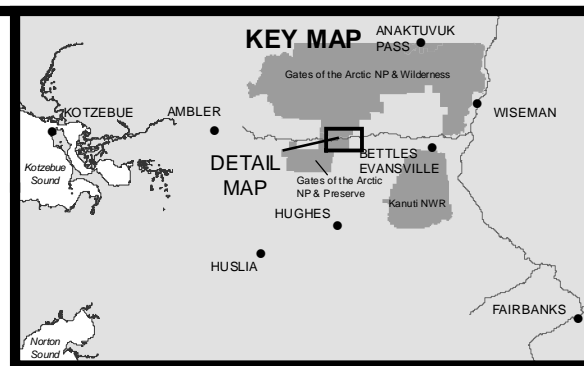 KEY MAP
ANAKTUVUK
PASS
Gates of the Arctic NP & Wilderness
KOTZEBUE
AMBLER
WISEMAN
Kotzebue
Sound
DETAIL
MAP
BETTLES
EVANSVILLE
Gates of the Arctic
NP & Preserve
Kanuti NWR
HUGHES
HUSLIA
FAIRBANKS
Norton
Sound